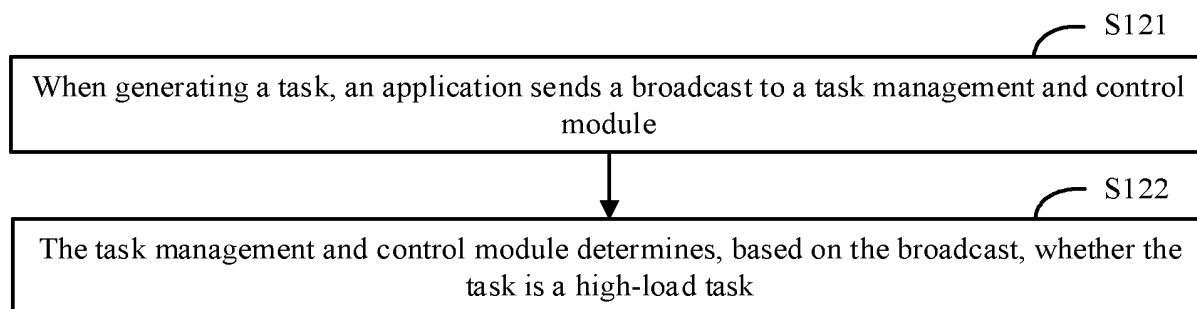 S121
When generating a task, an application sends a broadcast to a task management and control
module
S122
The task management and control module determines, based on the broadcast, whether the
task is a high-load task